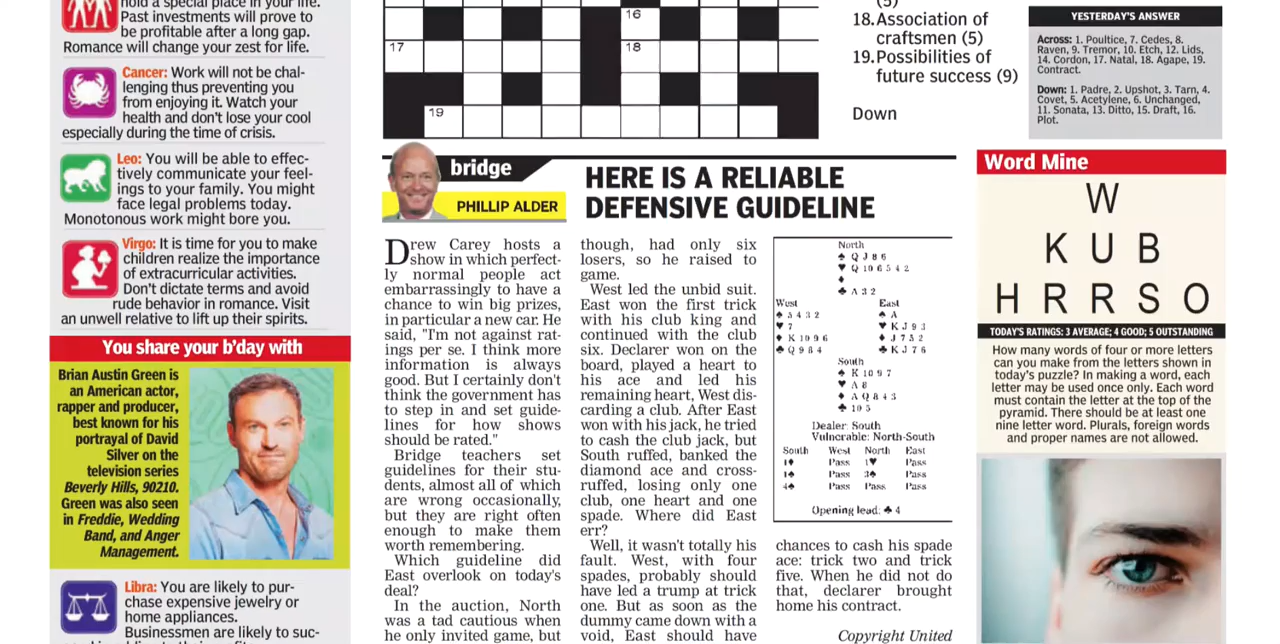 hold a special place in your life.
Past investments will prove to
be profitable after a long gap.
Romance will change your zest for life.
Cancer: Work will not be chal-
lenging thus preventing you
from enjoying it. Watch your
health and don't lose your cool
especially during the time of crisis.
Leo: You will be able to effec-
tively communicate your feel-
ings to your family. You might
face legal problems today.
Monotonous work might bore you.
Virgo: It is time for you to make
children realize the importance
of extracurricular activities.
Don't dictate terms and avoid
rude behavior in romance. Visit
an unwell relative to lift up their spirits.
You share your b'day with
Brian Austin Green is
an American actor,
rapper and producer,
best known for his
portrayal of David
Silver on the
television series
Beverly Hills, 90210.
Green was also seen
in Freddie, Wedding
Band, and Anger
Management.
Libra: You are likely to pur-
chase expensive jewelry or
home appliances.
Businessmen are likely to suc-
16
17
18
19
(5)
18.Association of
craftsmen (5)
19.Possibilities of
future success (9)
Down
YESTERDAY'S ANSWER
Across: 1. Poultice, 7. Cedes, 8.
Raven, 9. Tremor, 10. Etch, 12. Lids,
14. Cordon, 17. Natal, 18. Agape, 19.
Contract.
Down: 1. Padre, 2. Upshot, 3. Tarn, 4.
Covet, 5. Acetylene, 6. Unchanged,
11. Sonata, 13. Ditto, 15. Draft, 16.
Plot.
bridge
PHILLIP ALDER
HERE IS A RELIABLE
DEFENSIVE GUIDELINE
Drew Carey hosts a
show in which perfect-
ly normal people act
embarrassingly to have a
chance to win big prizes,
in particular a new car. He
said, "I'm not against rat-
ings per se. I think more
information is always
good. But I certainly don't
think the government has
to step in and set guide-
lines for how shows
should be rated."
Bridge teachers set
guidelines for their stu-
dents, almost all of which
are wrong occasionally,
but they are right often
enough to make them
worth remembering.
Which guideline did
East overlook on today's
deal?
In the auction, North
was a tad cautious when
he only invited game, but
though, had only six
losers, so he raised to
game.
West led the unbid suit.
East won the first trick
with his club king and
continued with the club
six. Declarer won on the
board, played a heart to
his ace and led his
remaining heart, West dis-
carding a club. After East
won with his jack, he tried
to cash the club jack, but
South ruffed, banked the
diamond ace and cross-
ruffed, losing only one
club, one heart and one
spade. Where did East
err?
Well, it wasn't totally his
fault. West, with four
spades, probably should
have led a trump at trick
one. But as soon as the
dummy came down with a
void, East should have
North
♠ Q J 8 6
♥ Q 10 6 5 4 2
♦
♣ A 3 2
West
♠ 5 4 3 2
♥ 7
♦ K 10 9 6
♣ Q 9 8 4
East
♠ A
♥ K J 9 3
♦ J 7 5 2
♣ K J 7 6
South
♠ K 10 9 7
♥ A 8
♦ A Q 8 4 3
♣ 10 5
Dealer: South
Vulnerable: North-South
South West North East
1♦ Pass 1♥ Pass
1♠ Pass 3♠ Pass
4♠ Pass Pass Pass
Opening lead: ♣ 4
chances to cash his spade
ace: trick two and trick
five. When he did not do
that, declarer brought
home his contract.
Copyright United
Word Mine
W
K U B
H R R S O
TODAY'S RATINGS: 3 AVERAGE; 4 GOOD; 5 OUTSTANDING
How many words of four or more letters
can you make from the letters shown in
today's puzzle? In making a word, each
letter may be used once only. Each word
must contain the letter at the top of the
pyramid. There should be at least one
nine letter word. Plurals, foreign words
and proper names are not allowed.